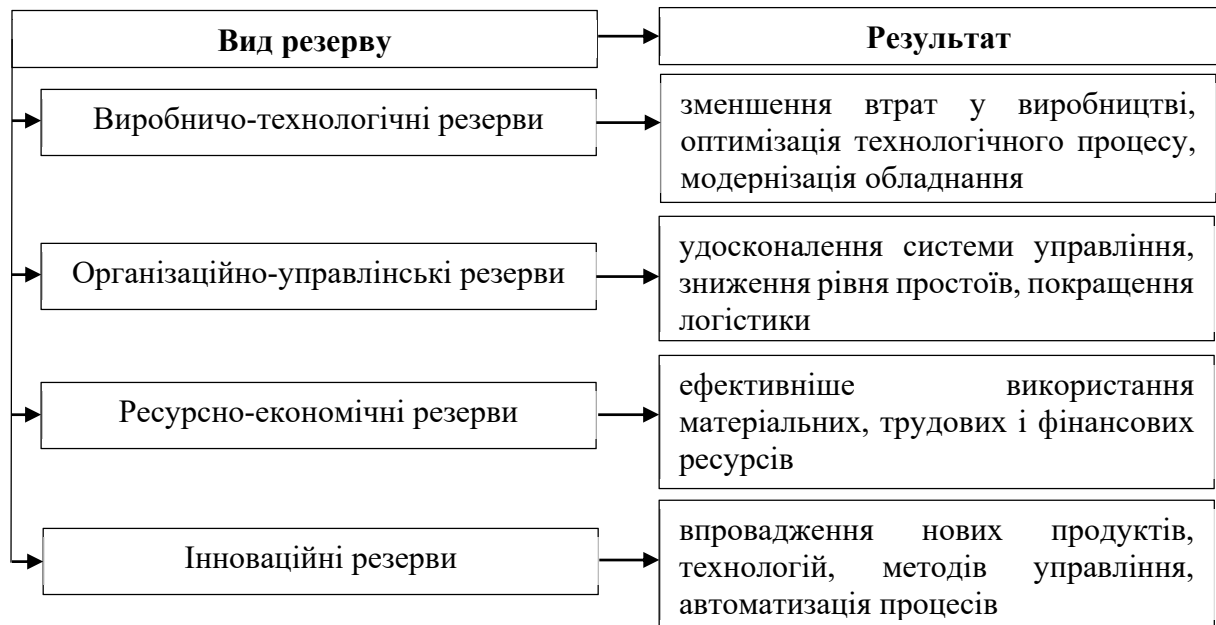 Вид резерву
Результат
Виробничо-технологічні резерви
зменшення втрат у виробництві,
оптимізація технологічного процесу,
модернізація обладнання
Організаційно-управлінські резерви
удосконалення системи управління,
зниження рівня простоїв, покращення
логістики
Ресурсно-економічні резерви
ефективніше використання
матеріальних, трудових і фінансових
ресурсів
Інноваційні резерви
впровадження нових продуктів,
технологій, методів управління,
автоматизація процесів